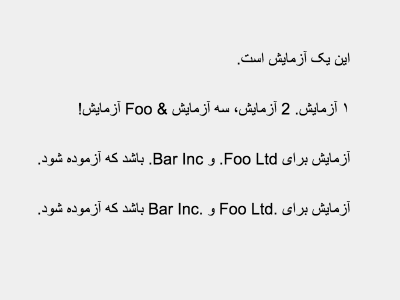 این یک آزمایش است.
۱ آزمایش. 2 آزمایش، سه آزمایش & Foo آزمایش!
آزمایش برای Foo Ltd. و Bar Inc. باشد که آزموده شود.
آزمایش برای Foo Ltd.‎ و Bar Inc.‎ باشد که آزموده شود.